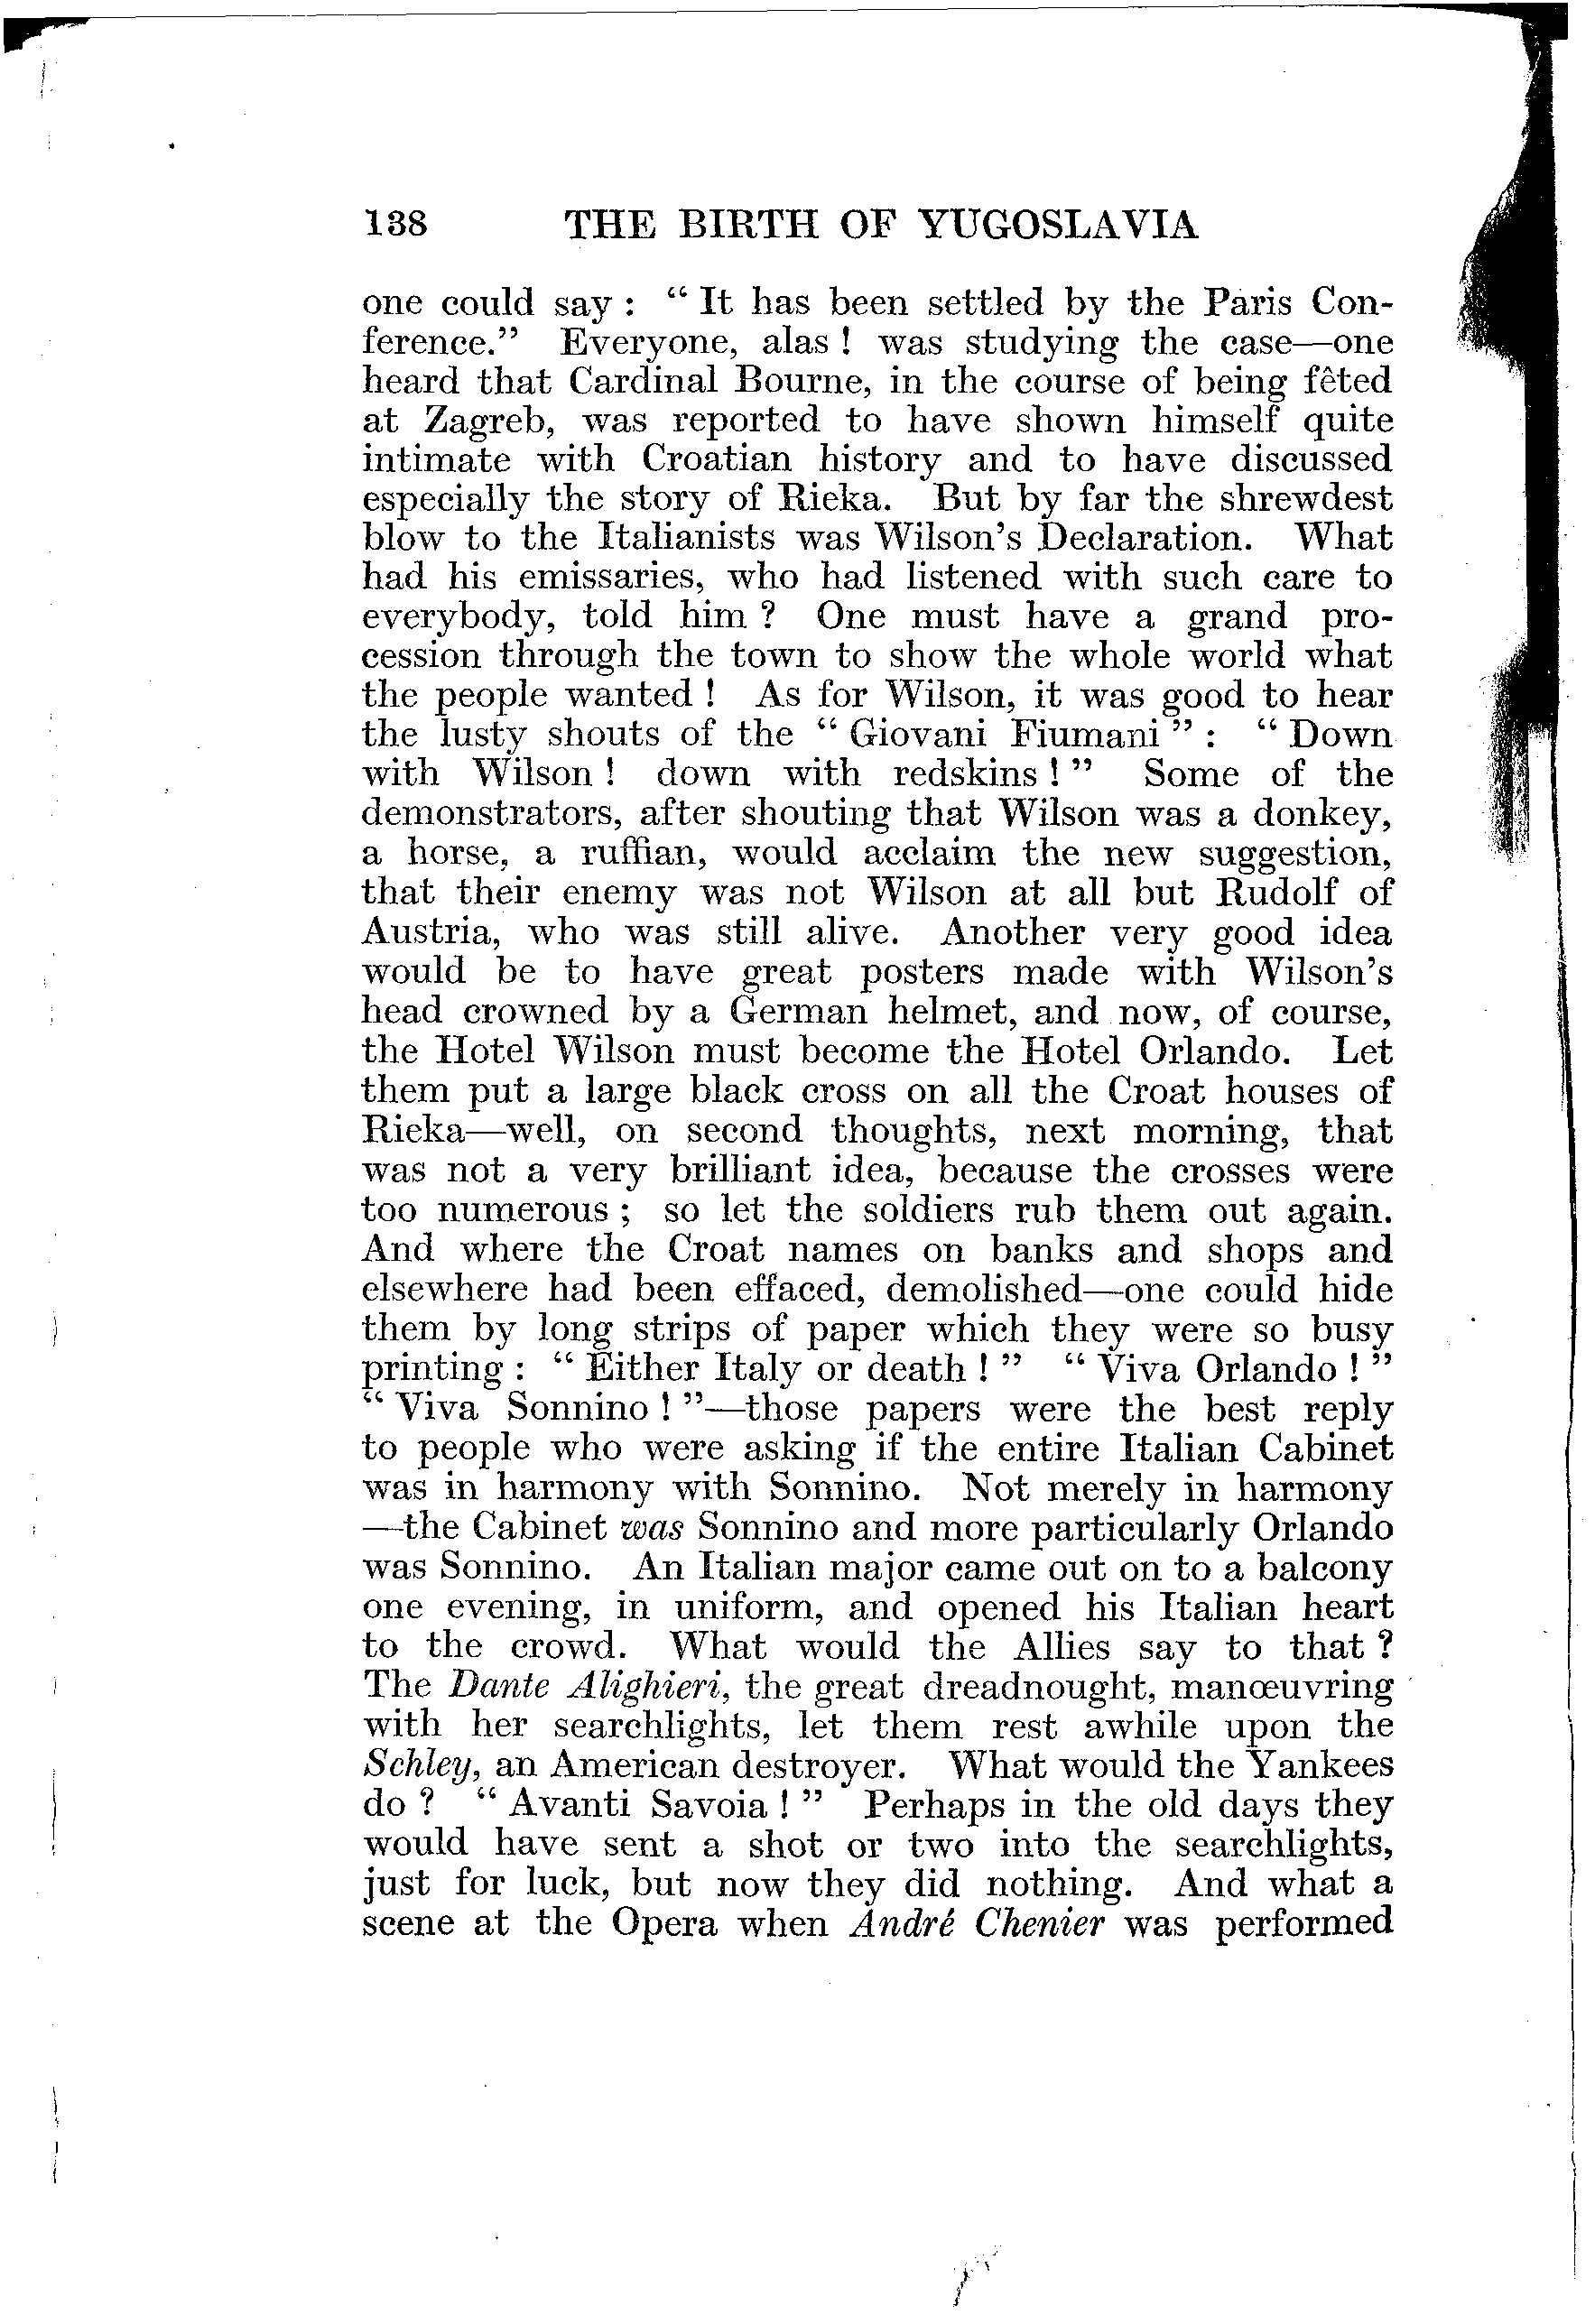 138 THE BIRTH OF YUGOSLAVIA
one could say : " It has been settled by the Paris Con-
ference." Everyone, alas ! was studying the case—one
heard that Cardinal Bourne, in the course of being fêted
at Zagreb, was reported to have shown himself quite
intimate with Croatian history and to have discussed
especially the story of Rieka. But by far the shrewdest
blow to the Italianists was Wilson's Declaration. What
had his emissaries, who had listened with such care to
everybody, told him ? One must have a grand pro-
cession through the town to show the whole world what
the people wanted ! As for Wilson, it was good to hear
the lusty shouts of the " Giovani Fiumani " : " Down
with Wilson ! down with redskins ! " Some of the
demonstrators, after shouting that Wilson was a donkey,
a horse, a ruffian, would acclaim the new suggestion,
that their enemy was not Wilson at all but Rudolf of
Austria, who was still alive. Another very good idea
would be to have great posters made with Wilson's
head crowned by a German helmet, and now, of course,
the Hotel Wilson must become the Hotel Orlando. Let
them put a large black cross on all the Croat houses of
Rieka—well, on second thoughts, next morning, that
was not a very brilliant idea, because the crosses were
too numerous ; so let the soldiers rub them out again.
And where the Croat names on banks and shops and
elsewhere had been effaced, demolished—one could hide
them by long strips of paper which they were so busy
printing : " Either Italy or death ! " " Viva Orlando ! "
" Viva Sonnino ! "—those papers were the best reply
to people who were asking if the entire Italian Cabinet
was in harmony with Sonnino. Not merely in harmony
—the Cabinet was Sonnino and more particularly Orlando
was Sonnino. An Italian major came out on to a balcony
one evening, in uniform, and opened his Italian heart
to the crowd. What would the Allies say to that ?
The Dante Alighieri, the great dreadnought, manœuvring
with her searchlights, let them rest awhile upon the
Schley, an American destroyer. What would the Yankees
do ? " Avanti Savoia ! " Perhaps in the old days they
would have sent a shot or two into the searchlights,
just for luck, but now they did nothing. And what a
scene at the Opera when André Chenier was performed